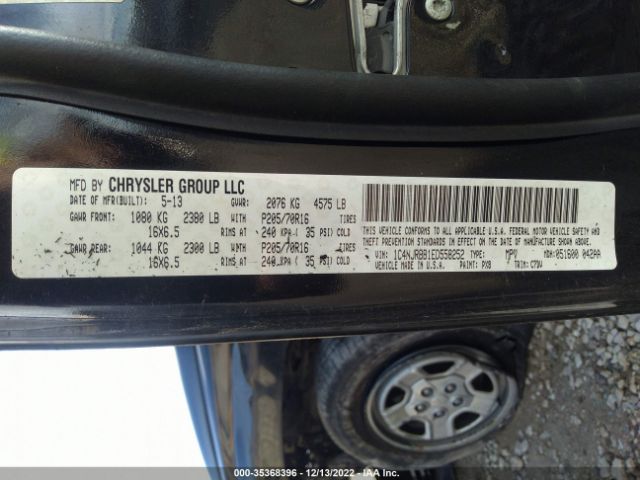 MFD BY CHRYSLER GROUP LLC
DATE OF MFR(BUILT): 5-13 GVWR: 2076 KG 4575 LB
GAWR FRONT: 1080 KG 2380 LB WITH P205/70R16 TIRES
16X6.5 RIMS AT 240 KPA ( 35 PSI) COLD
GAWR REAR: 1044 KG 2300 LB WITH P205/70R16 TIRES
16X6.5 RIMS AT 240 KPA ( 35 PSI) COLD
THIS VEHICLE CONFORMS TO ALL U.S.A. FEDERAL MOTOR VEHICLE SAFETY AND
THEFT PREVENTION STANDARDS IN EFFECT ON THE DATE OF MANUFACTURE SHOWN ABOVE.
VIN: 1C4NJRBB1ED558252 TYPE: MPV MDH: 051600 042AA
VEHICLE MADE IN U.S.A. PAINT: PX8 TRIM: C7DV
000-35368396 - 12/13/2022 - IAA Inc.